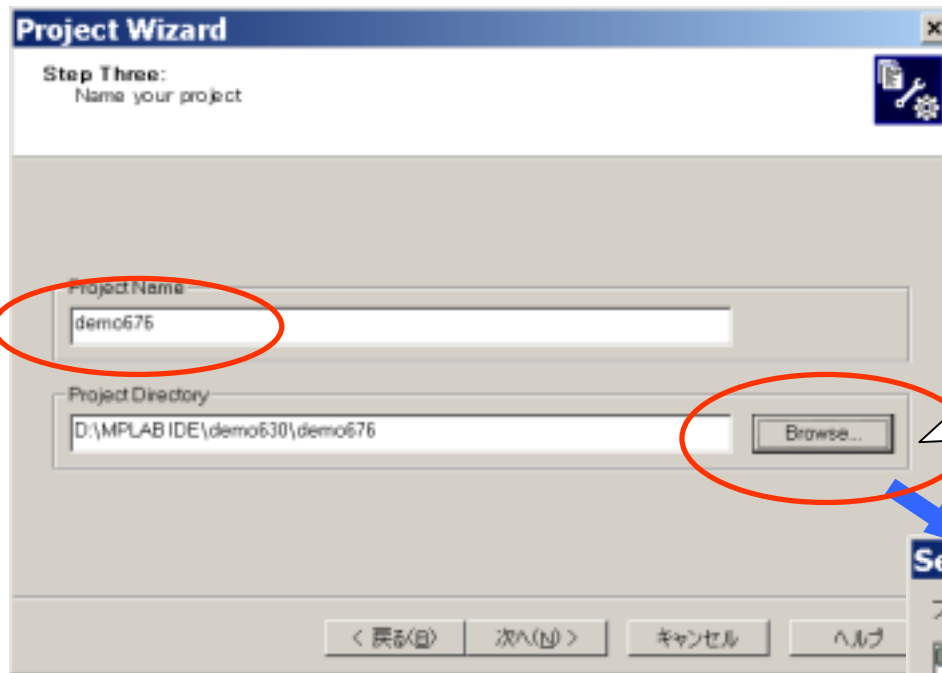 Project Wizard
Step Three:
Name your project
Project Name
demo676
Project Directory
D:\MPLAB IDE\demo630\demo676
Browse...
Se
< 戻る(B)
次へ(N) >
キャンセル
ヘルプ